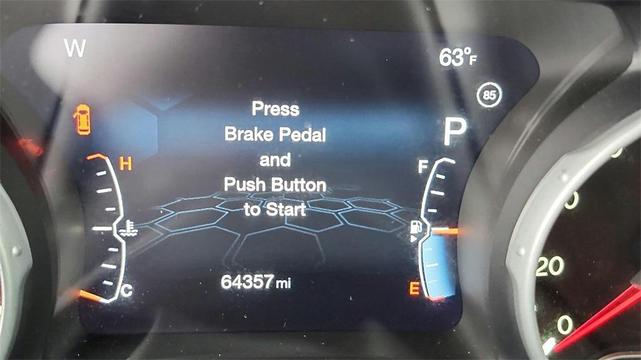 W
63°F
85
Press
Brake Pedal
and
Push Button
to Start
P
H
F
C
E
64357 mi
20
0